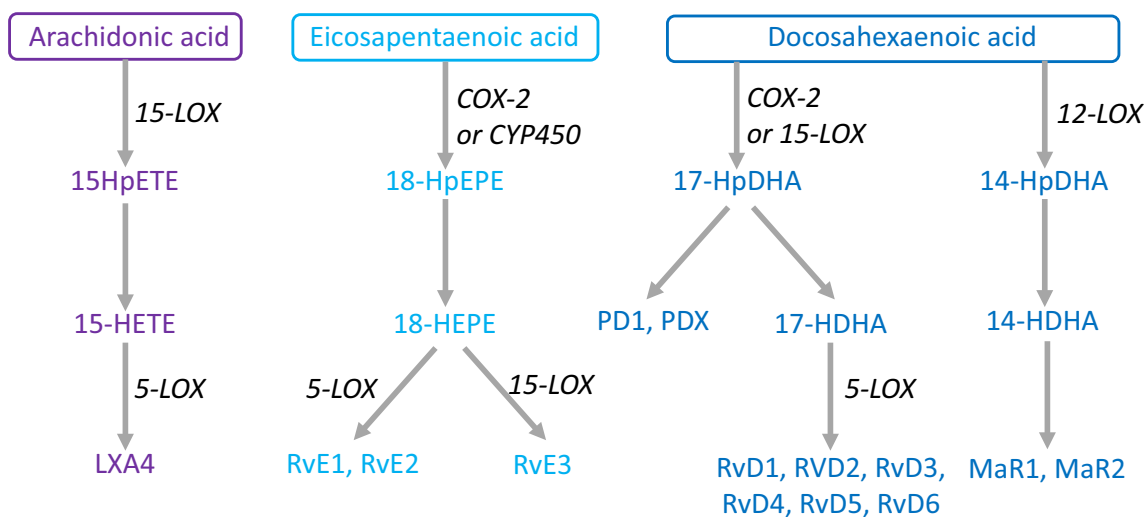 Arachidonic acid
Eicosapentaenoic acid
Docosahexaenoic acid
15-LOX
COX-2
or CYP450
COX-2
or 15-LOX
12-LOX
15HpETE
18-HpEPE
17-HpDHA
14-HpDHA
15-HETE
18-HEPE
PD1, PDX
17-HDHA
14-HDHA
5-LOX
5-LOX
15-LOX
5-LOX
LXA4
RvE1, RvE2
RvE3
RvD1, RVD2, RvD3,
RvD4, RvD5, RvD6
MaR1, MaR2